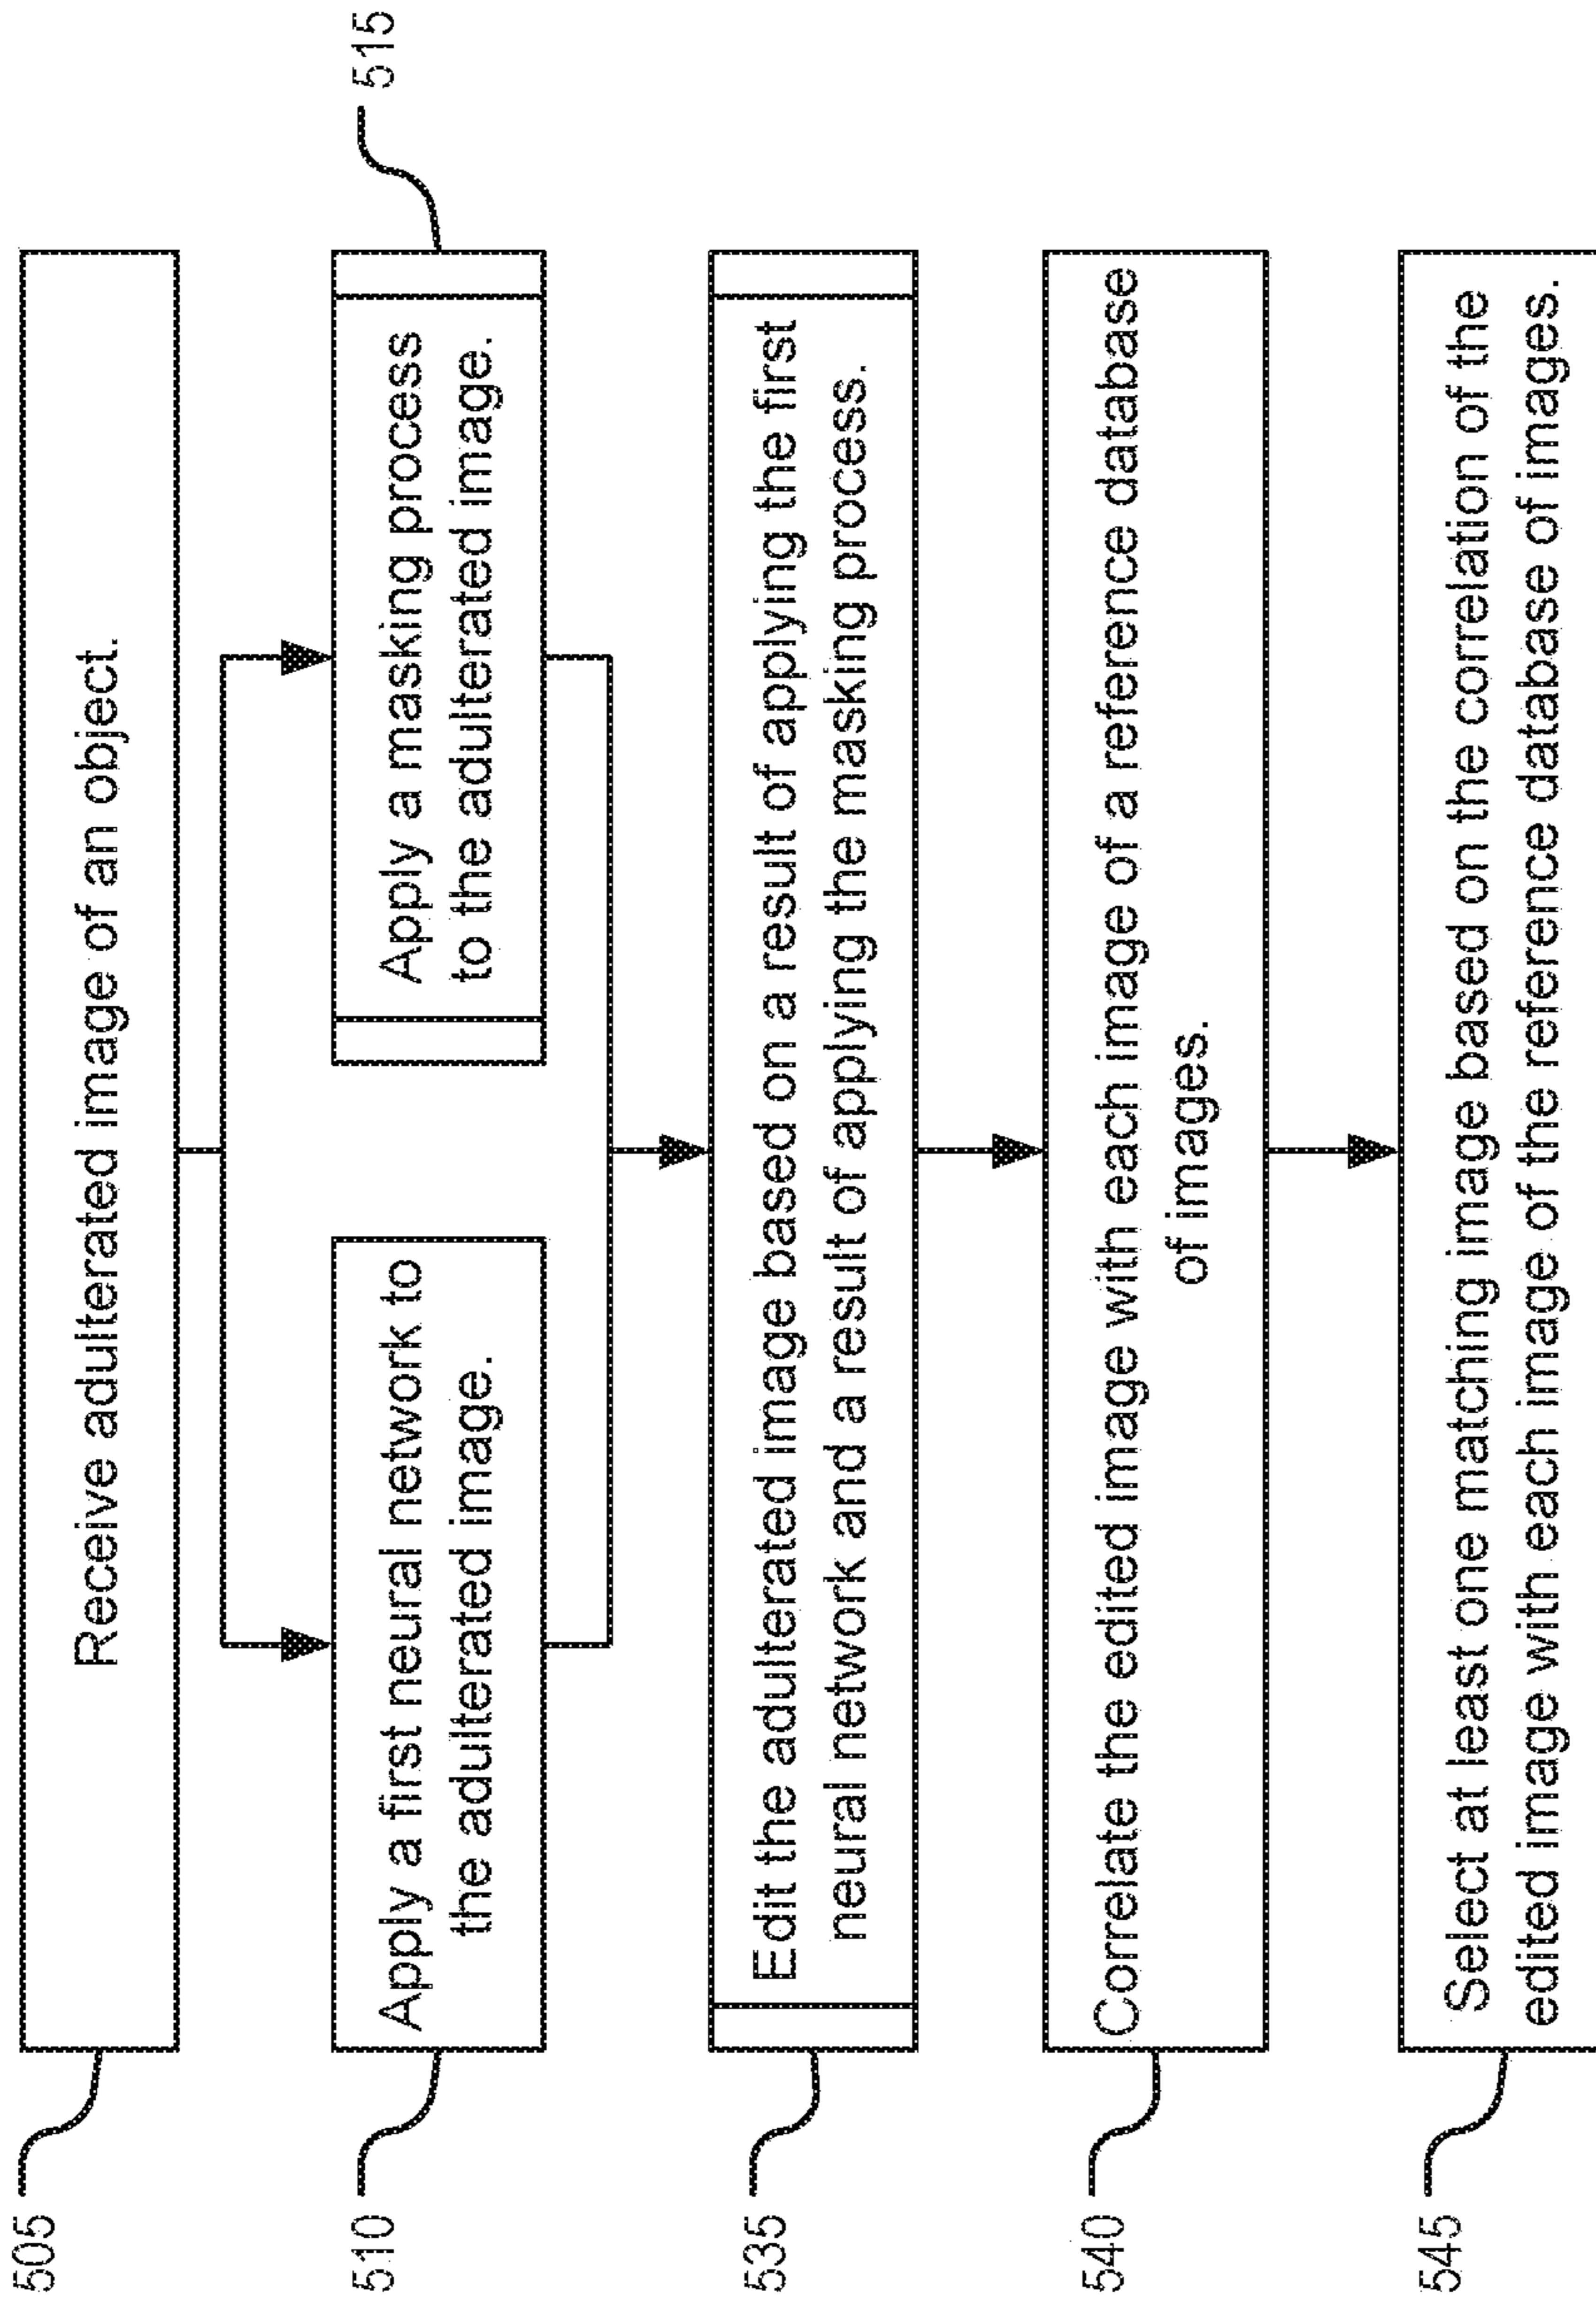 505
Receive adulterated image of an object.
510
Apply a first neural network to
the adulterated image.
515
Apply a masking process
to the adulterated image.
535
Edit the adulterated image based on a result of applying the first
neural network and a result of applying the masking process.
540
Correlate the edited image with each image of a reference database
of images.
545
Select at least one matching image based on the correlation of the
edited image with each image of the reference database of images.